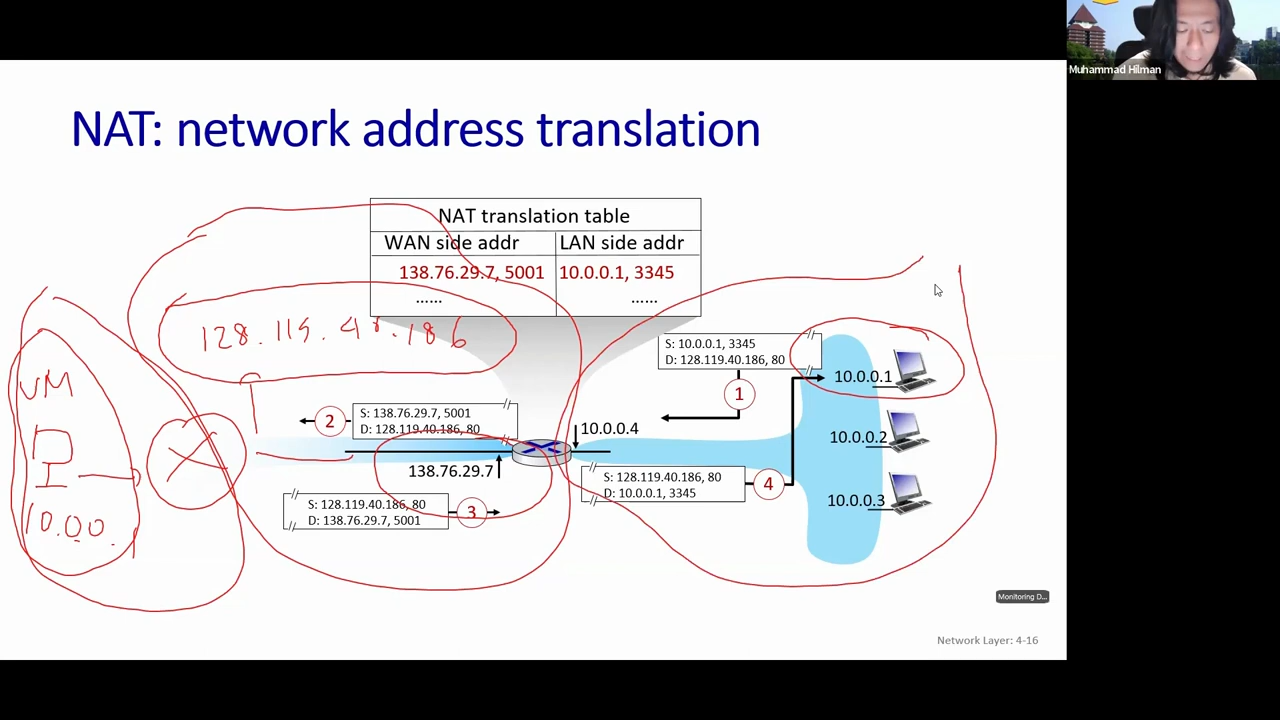 Muhammad Hilman
NAT: network address translation
NAT translation table
WAN side addr LAN side addr
138.76.29.7, 5001 10.0.0.1, 3345
...... ......
128.119.40.186
S: 10.0.0.1, 3345
D: 128.119.40.186, 80
1
10.0.0.1
VM
2
S: 138.76.29.7, 5001
D: 128.119.40.186, 80
10.0.0.4
10.0.0.2
138.76.29.7
S: 128.119.40.186, 80
D: 10.0.0.1, 3345
4
10.0.0.3
S: 128.119.40.186, 80
D: 138.76.29.7, 5001
3
Monitoring D...
Network Layer: 4-16